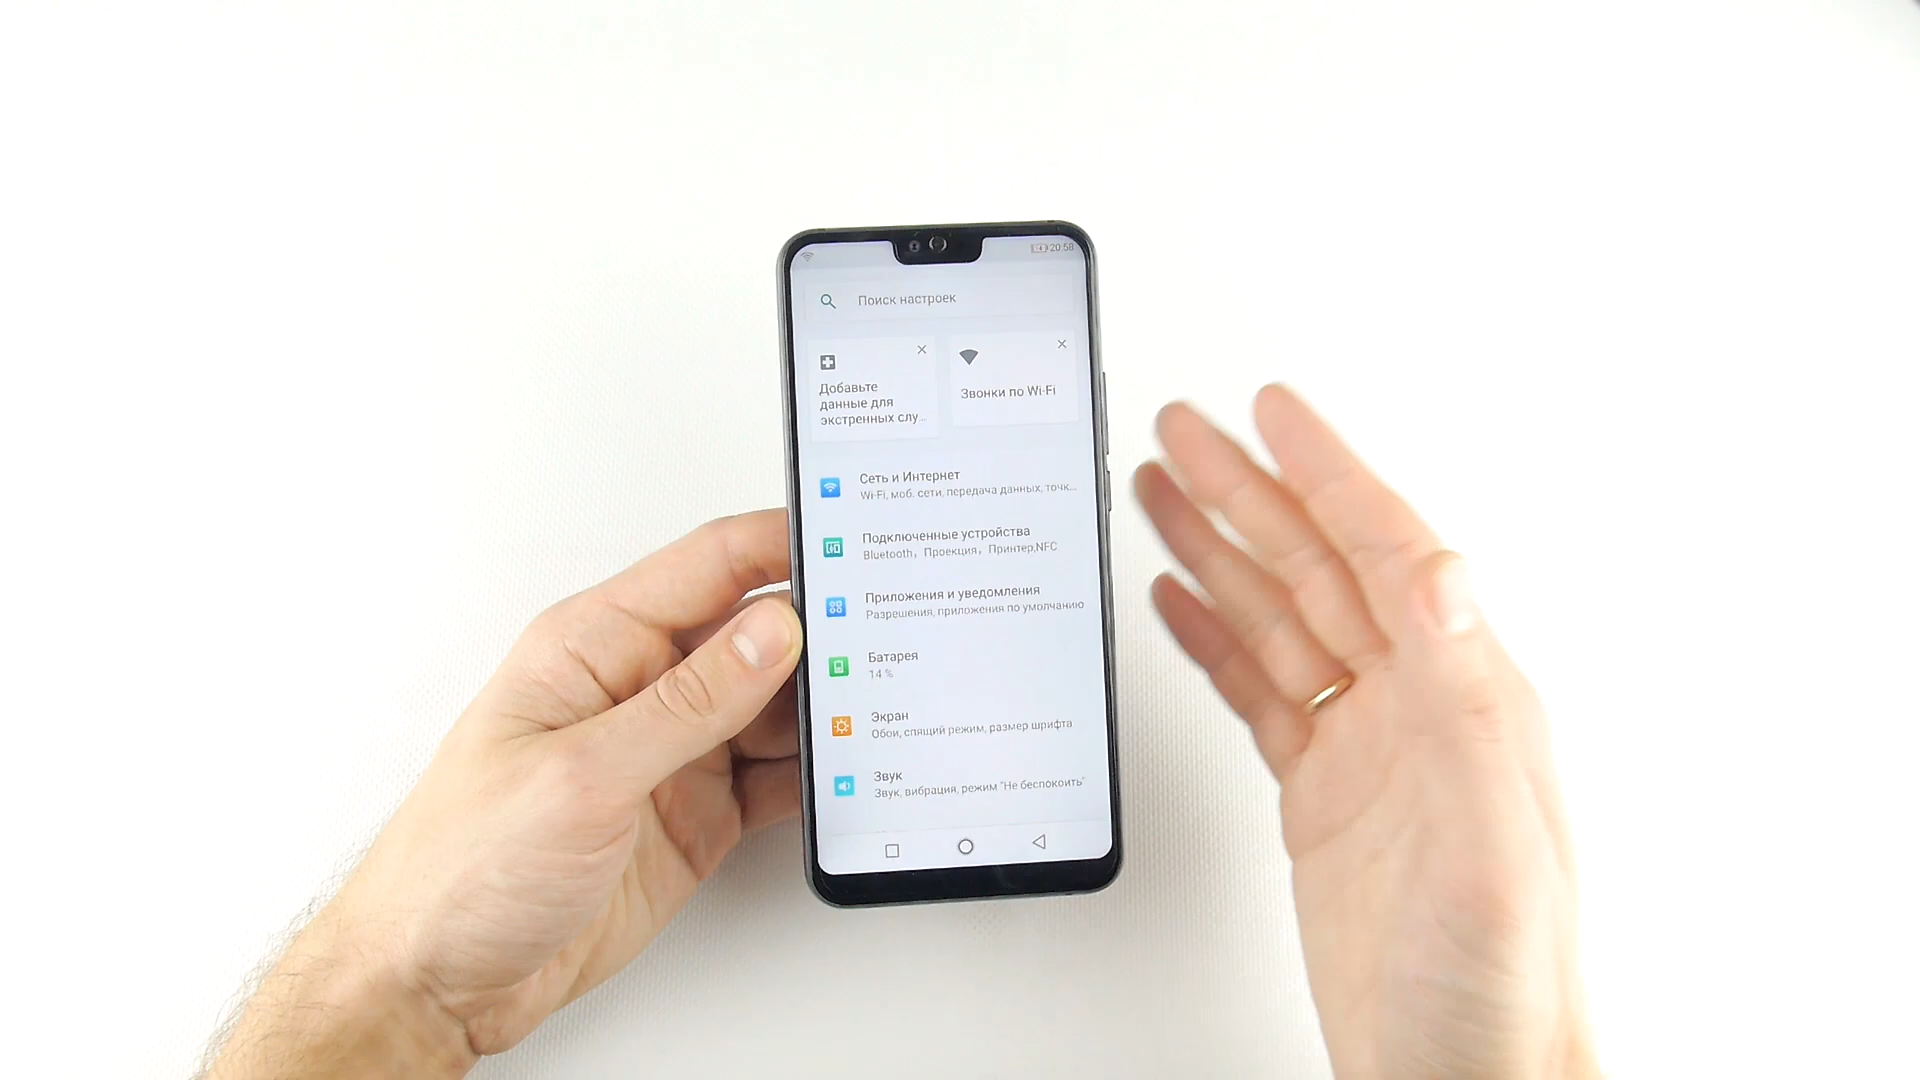 20:58
Поиск настроек
Добавьте
данные для
экстренных слу...
Звонки по Wi-Fi
Сеть и Интернет
Wi-Fi, моб. сети, передача данных, точк...
Подключенные устройства
Bluetooth, Проекция, Принтер,NFC
Приложения и уведомления
Разрешения, приложения по умолчанию
Батарея
14 %
Экран
Обои, спящий режим, размер шрифта
Звук
Звук, вибрация, режим "Не беспокоить"